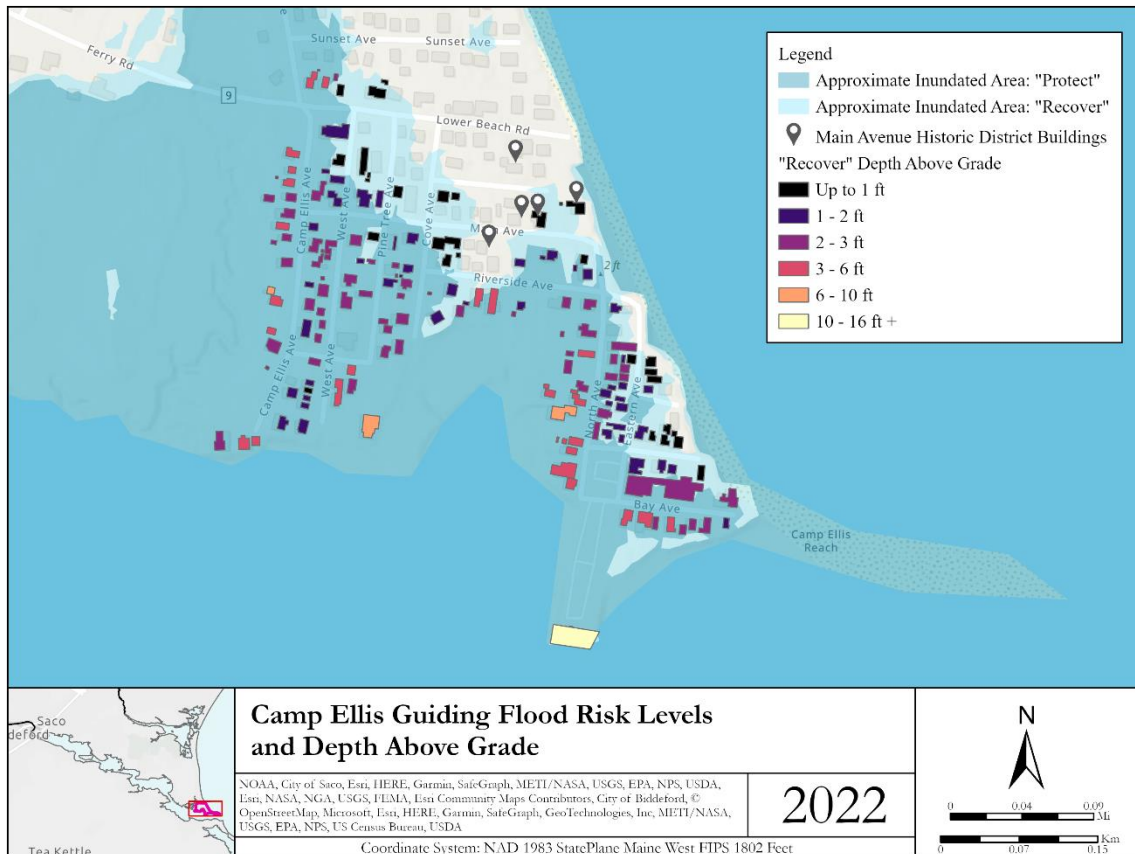 Sunset Ave
Sunset Ave
Ferry Rd
9
Lower Beach Rd
Camp Ellis Ave
West Ave
Pine Tree Ave
Cove Ave
Ave
2 ft
Riverside Ave
Camp Ellis Ave
West Ave
North Ave
Eastern Ave
Bay Ave
Camp Ellis
Reach
Legend
Approximate Inundated Area: "Protect"
Approximate Inundated Area: "Recover"
Main Avenue Historic District Buildings
"Recover" Depth Above Grade
Up to 1 ft
1 - 2 ft
2 - 3 ft
3 - 6 ft
6 - 10 ft
10 - 16 ft +
Saco
deford
Tea Kettle
Camp Ellis Guiding Flood Risk Levels
and Depth Above Grade
NOAA, City of Saco, Esri, HERE, Garmin, SafeGraph, METI/NASA, USGS, EPA, NPS, USDA,
Esri, NASA, NGA, USGS, FEMA, Esri Community Maps Contributors, City of Biddeford, ©
OpenStreetMap, Microsoft, Esri, HERE, Garmin, SafeGraph, GeoTechnologies, Inc, METI/NASA,
USGS, EPA, NPS, US Census Bureau, USDA
2022
Coordinate System: NAD 1983 StatePlane Maine West FIPS 1802 Feet
N
0 0.04 0.09
Mi
Km
0 0.07 0.15